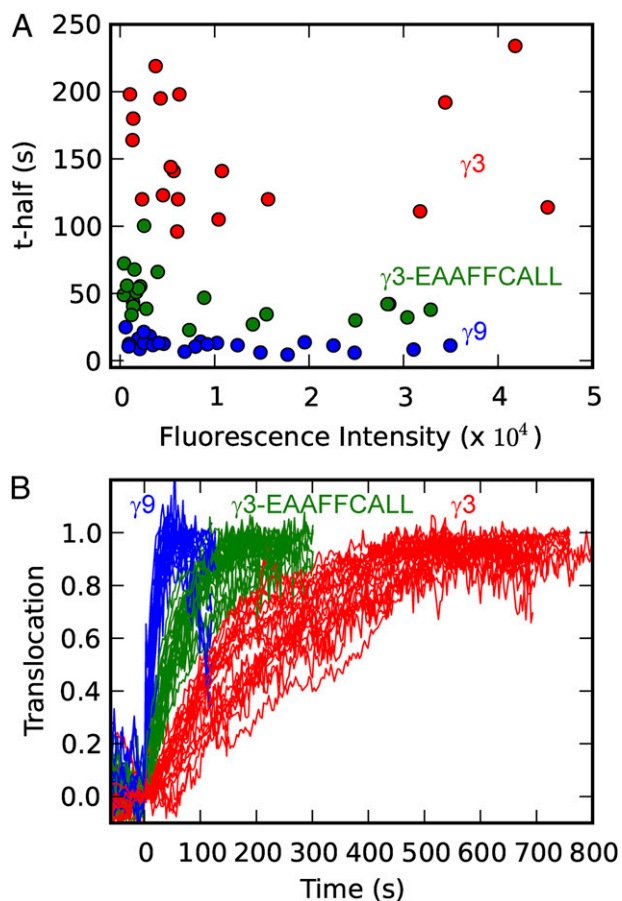 A
250
200
150
100
50
0
t-half (s)
γ3
γ3-EAAFFCALL
γ9
0 1 2 3 4 5
Fluorescence Intensity (x 10⁴)
B
γ9 γ3-EAAFFCALL γ3
1.0
0.8
0.6
0.4
0.2
0.0
Translocation
0 100 200 300 400 500 600 700 800
Time (s)